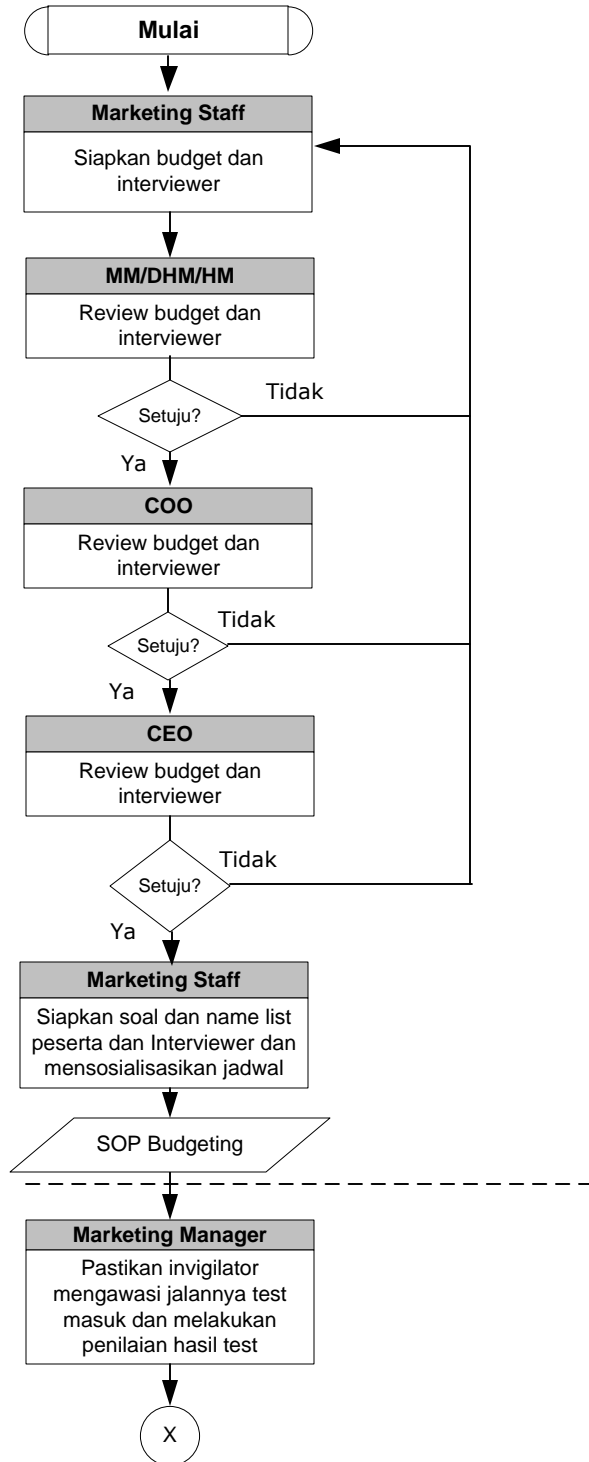 Mulai
Marketing Staff
Siapkan budget dan
interviewer
MM/DHM/HM
Review budget dan
interviewer
Tidak
Setuju?
Ya
COO
Review budget dan
interviewer
Tidak
Setuju?
Ya
CEO
Review budget dan
interviewer
Tidak
Setuju?
Ya
Marketing Staff
Siapkan soal dan name list
peserta dan Interviewer dan
mensosialisasikan jadwal
SOP Budgeting
Marketing Manager
Pastikan invigilator
mengawasi jalannya test
masuk dan melakukan
penilaian hasil test
X